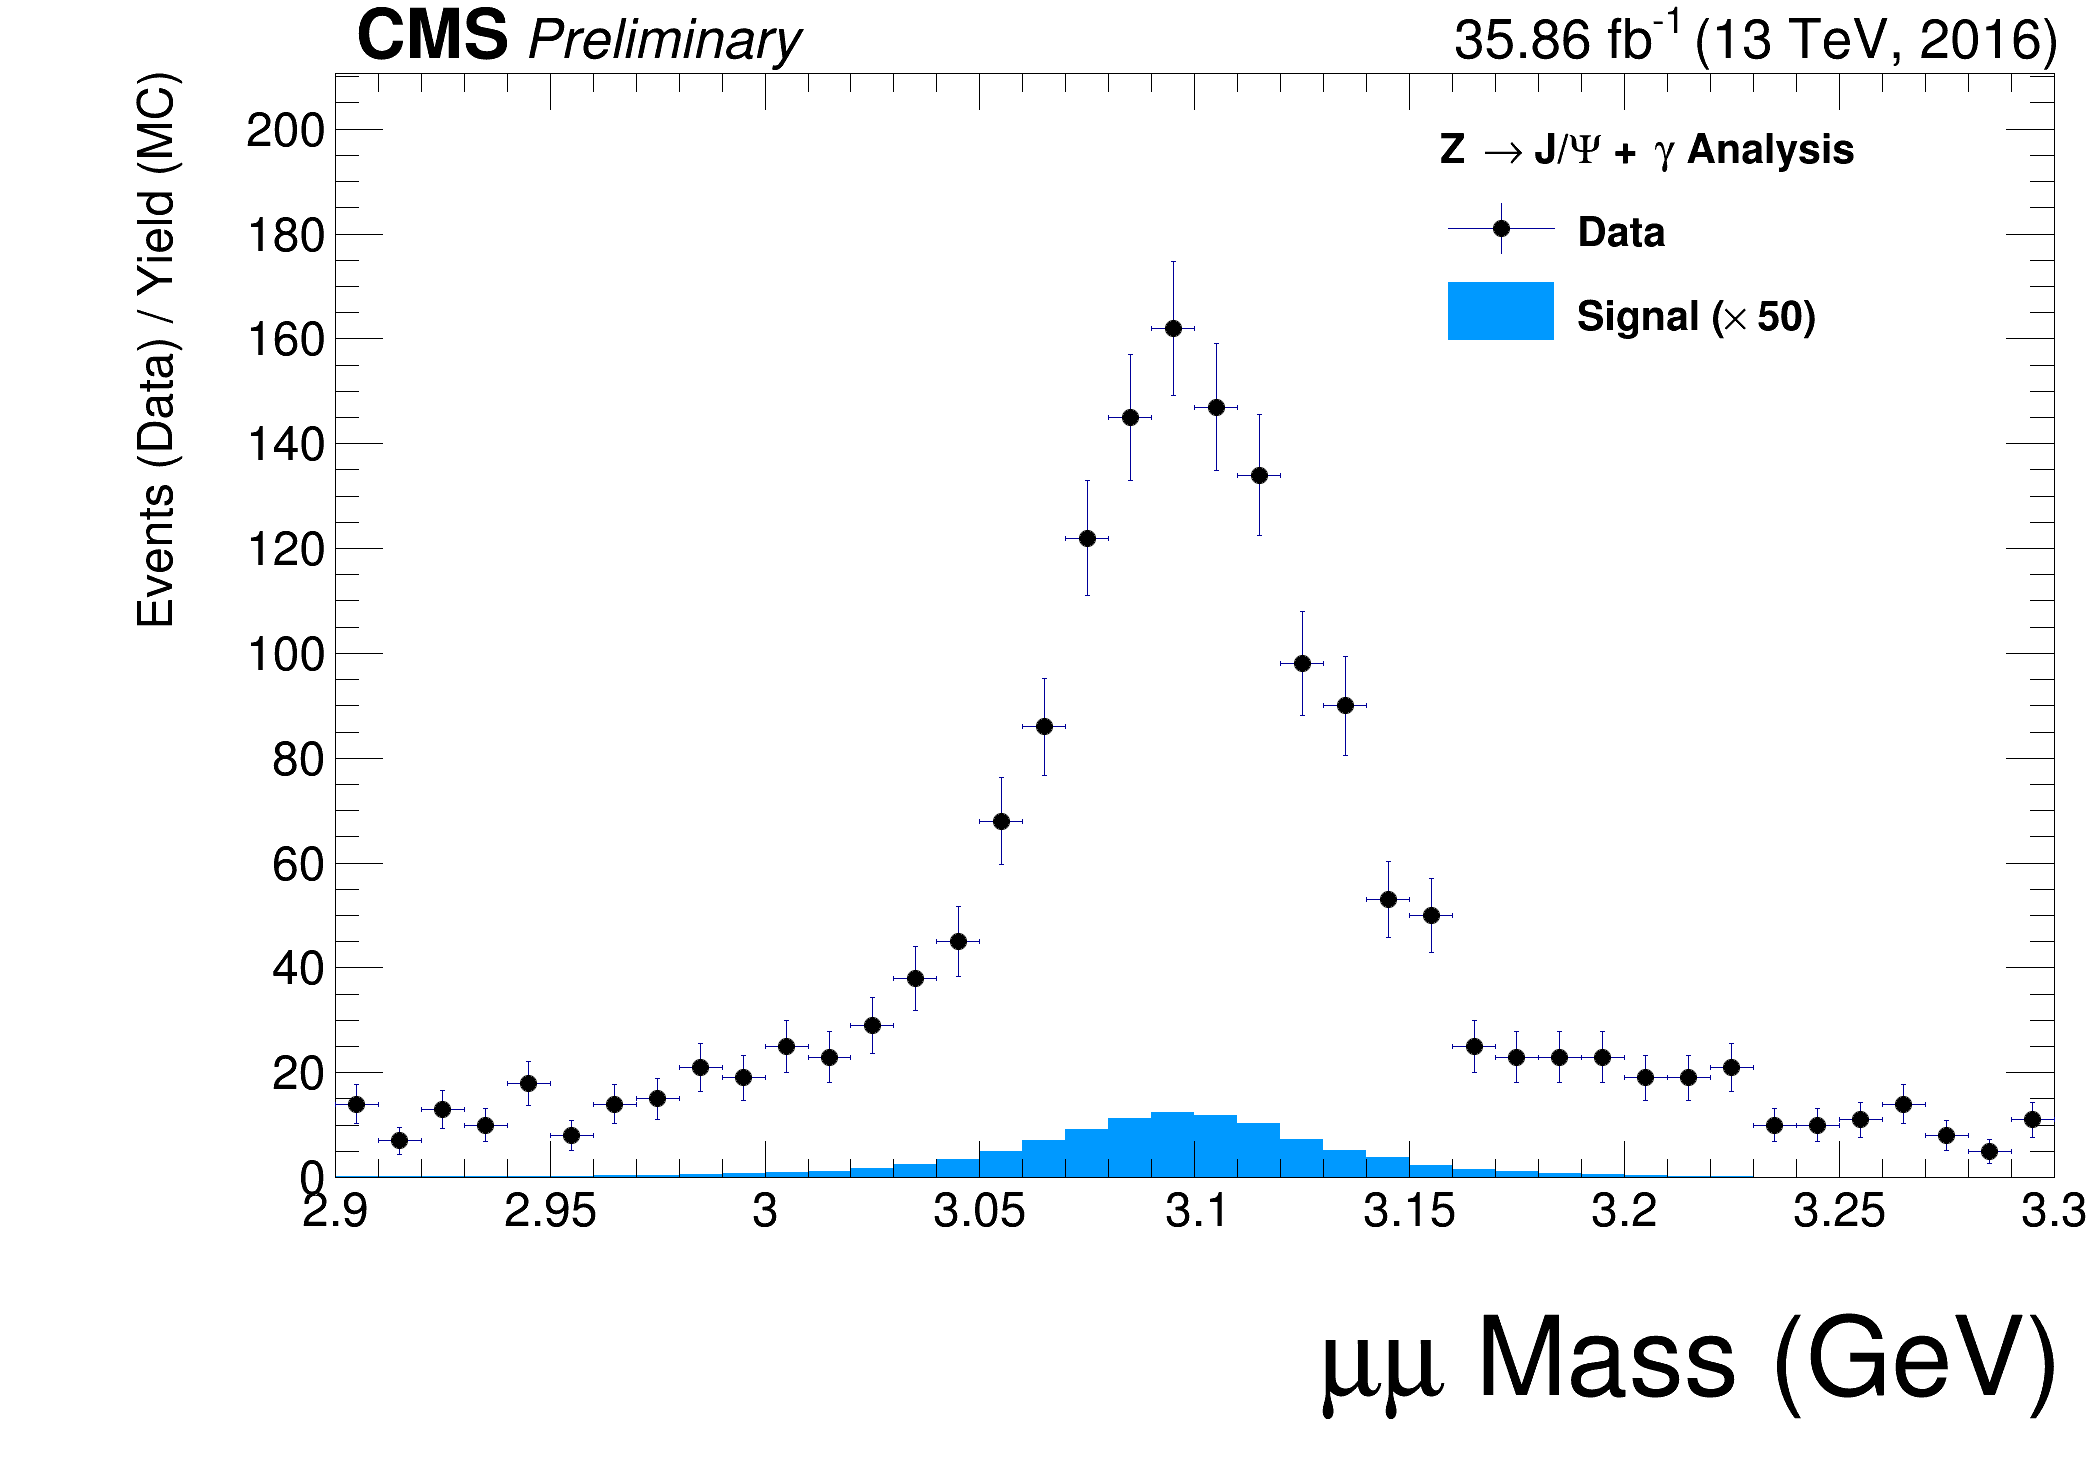 CMS Preliminary 35.86 fb⁻¹ (13 TeV, 2016)
Events (Data) / Yield (MC)
200
180
160
140
120
100
80
60
40
20
0
Z → J/Ψ + γ Analysis
Data
Signal (× 50)
2.9 2.95 3 3.05 3.1 3.15 3.2 3.25 3.3
μμ Mass (GeV)